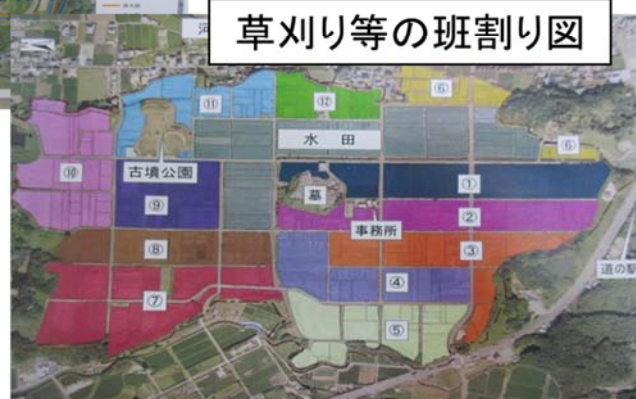 草刈り等の班割り図
河
⑪
⑫
⑥
水田
⑥
⑩
古墳公園
墓
①
⑨
②
事務所
⑧
③
道の駅
④
⑦
⑤